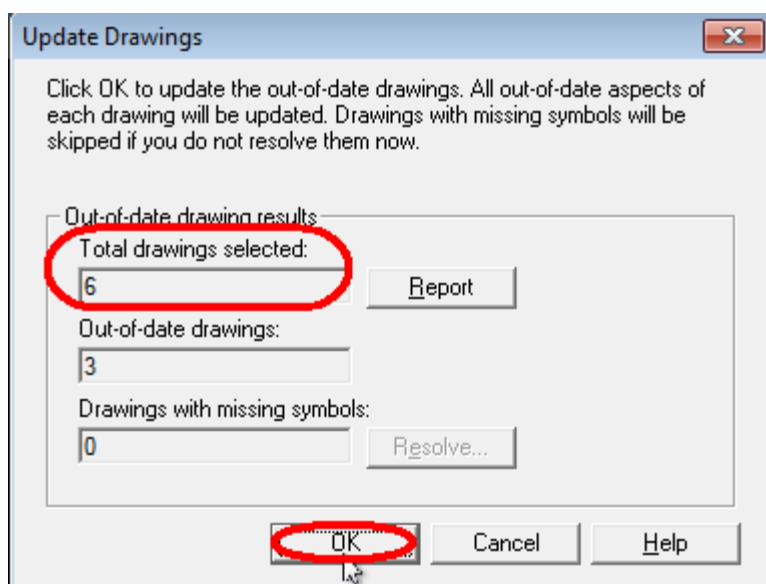 Update Drawings
Click OK to update the out-of-date drawings. All out-of-date aspects of
each drawing will be updated. Drawings with missing symbols will be
skipped if you do not resolve them now.
Out-of-date drawing results
Total drawings selected:
6
Report
Out-of-date drawings:
3
Drawings with missing symbols:
0
Resolve...
OK Cancel Help